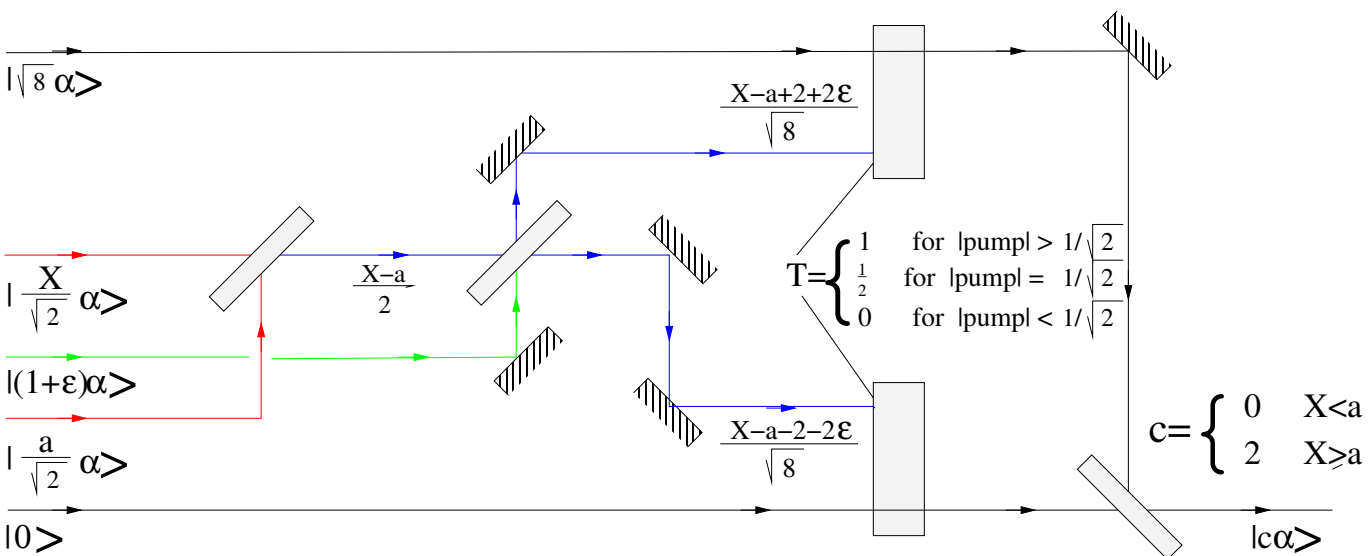 |√8 α>
X−a+2+2ε
√8
| X/√2 α>
X−a
2
T= { 1 for |pump| > 1/√2
1/2 for |pump| = 1/√2
0 for |pump| < 1/√2
|(1+ε)α>
| a/√2 α>
X−a−2−2ε
√8
c= { 0 X<a
2 X≥a
|0>
|cα>